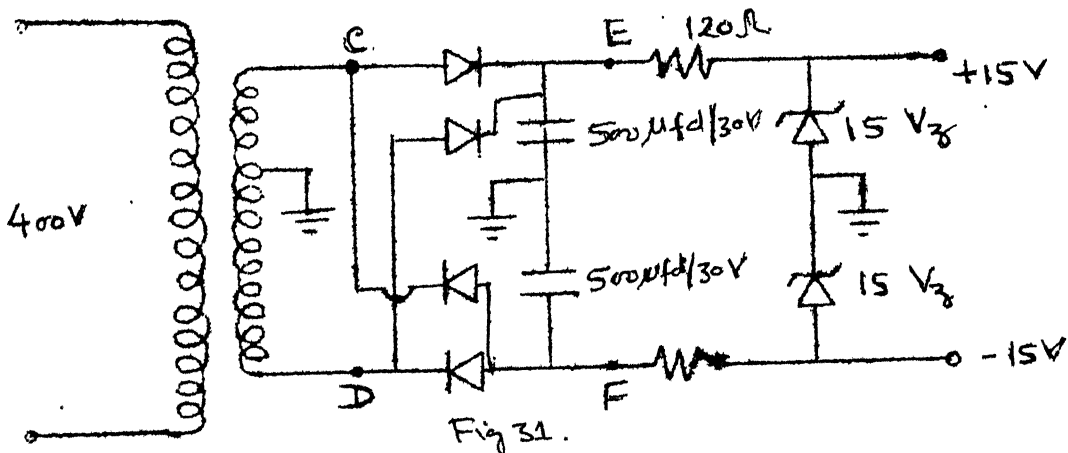 C
E
120Ω
+15V
500μfd/30V
15 Vz
400V
500μfd/30V
15 Vz
D
F
-15V
Fig 31.